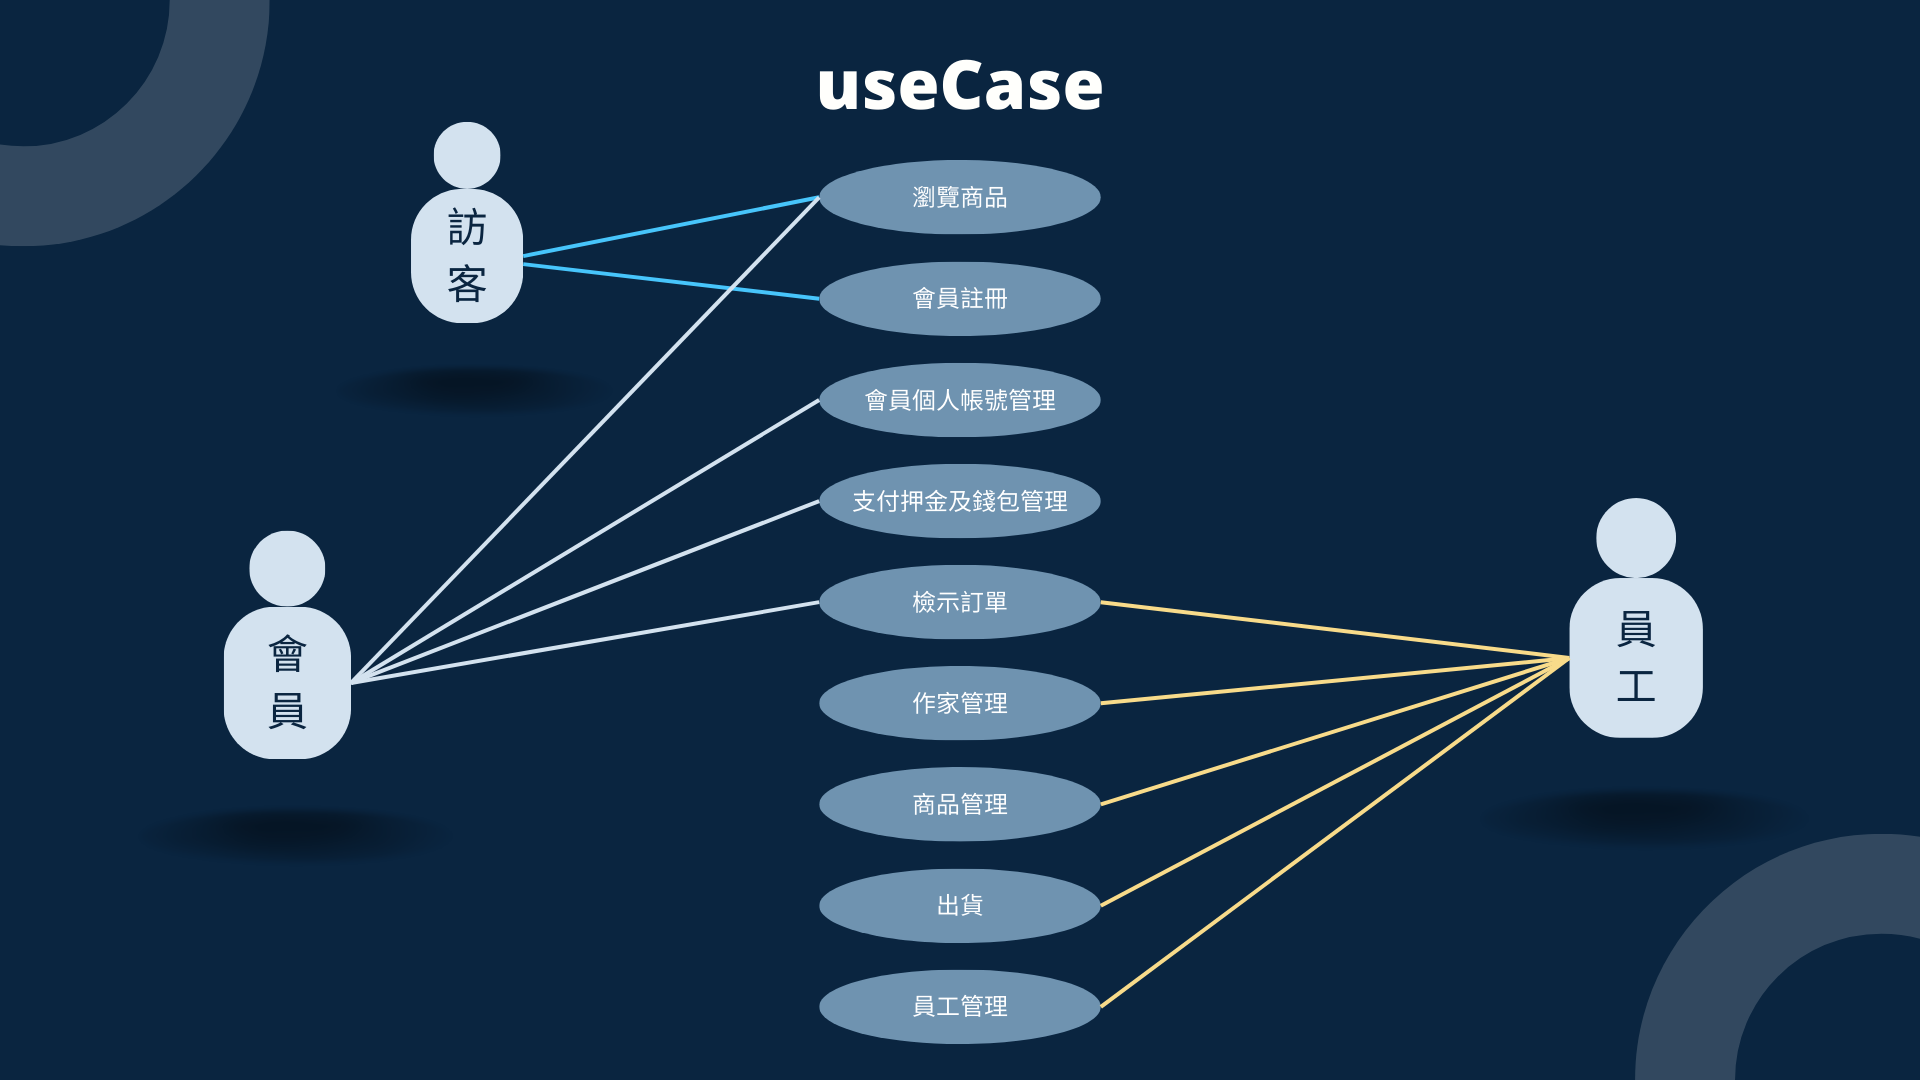 useCase
訪
客
瀏覽商品
會員註冊
會員個人帳號管理
支付押金及錢包管理
檢示訂單
作家管理
商品管理
出貨
員工管理
會
員
員
工